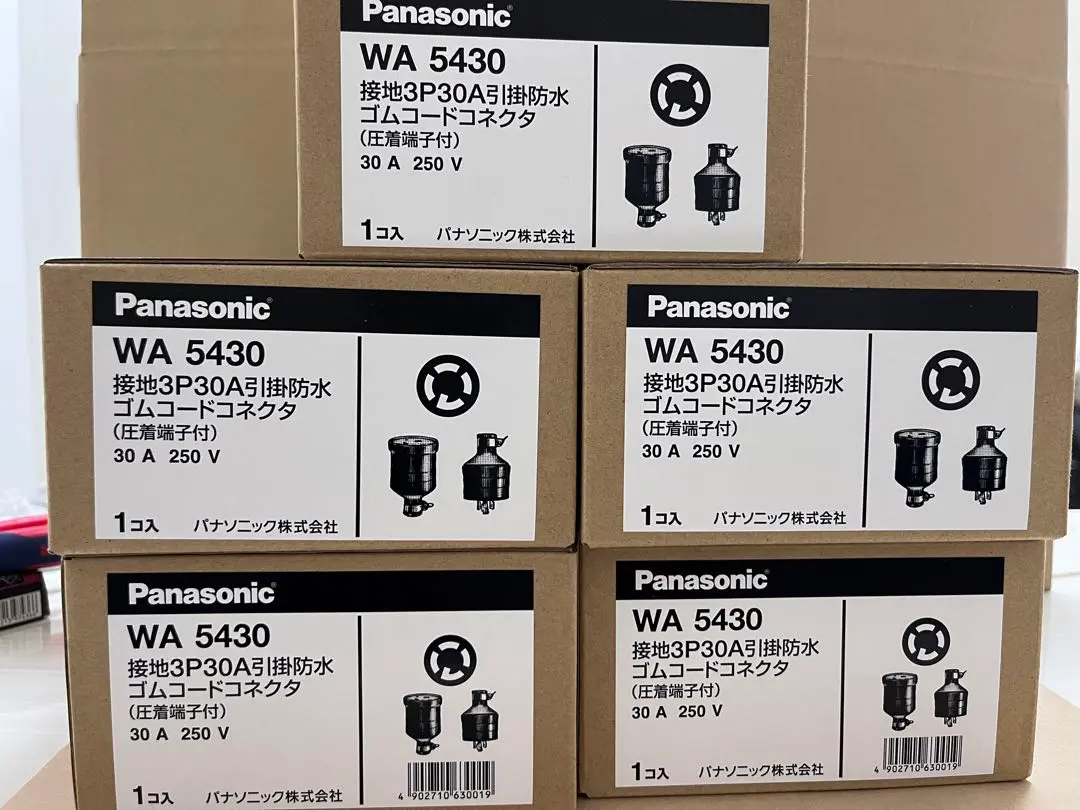 Panasonic®
WA 5430
接地3P30A引掛防水
ゴムコードコネクタ
(圧着端子付)
30 A 250 V
1コ入 パナソニック株式会社
Panasonic®
WA 5430
接地3P30A引掛防水
ゴムコードコネクタ
(圧着端子付)
30 A 250 V
1コ入 パナソニック株式会社
Panasonic®
WA 5430
接地3P30A引掛防水
ゴムコードコネクタ
(圧着端子付)
30 A 250 V
1コ入 パナソニック株式会社
Panasonic®
WA 5430
接地3P30A引掛防水
ゴムコードコネクタ
(圧着端子付)
30 A 250 V
1コ入 パナソニック株式会社
4 902710 630019
Panasonic®
WA 5430
接地3P30A引掛防水
ゴムコードコネクタ
(圧着端子付)
30 A 250 V
1コ入 パナソニック株式会社
4 902710 630019